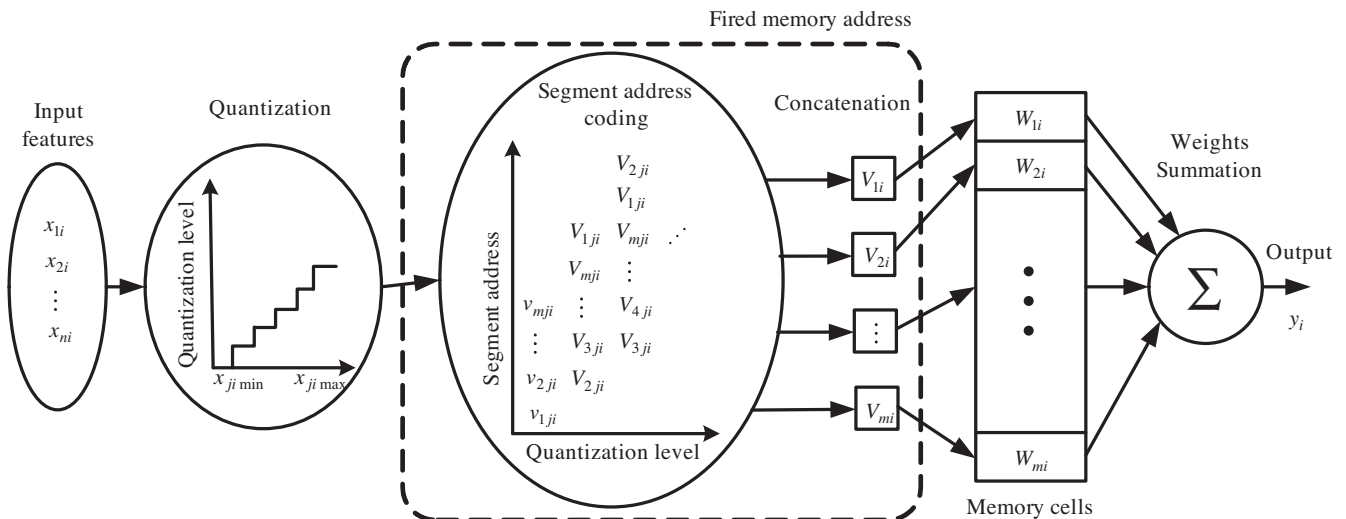 Fired memory address
Input
features
x1i
x2i
⋮
xni
Quantization
Quantization level
xji min
xji max
Segment address
coding
Segment address
V2ji
V1ji
V1ji Vmji ⋰
Vmji ⋮
vmji ⋮ V4ji
⋮ V3ji V3ji
v2ji V2ji
v1ji
Quantization level
Concatenation
V1i
V2i
⋮
Vmi
W1i
W2i
Wmi
Memory cells
Weights
Summation
Σ
Output
yi